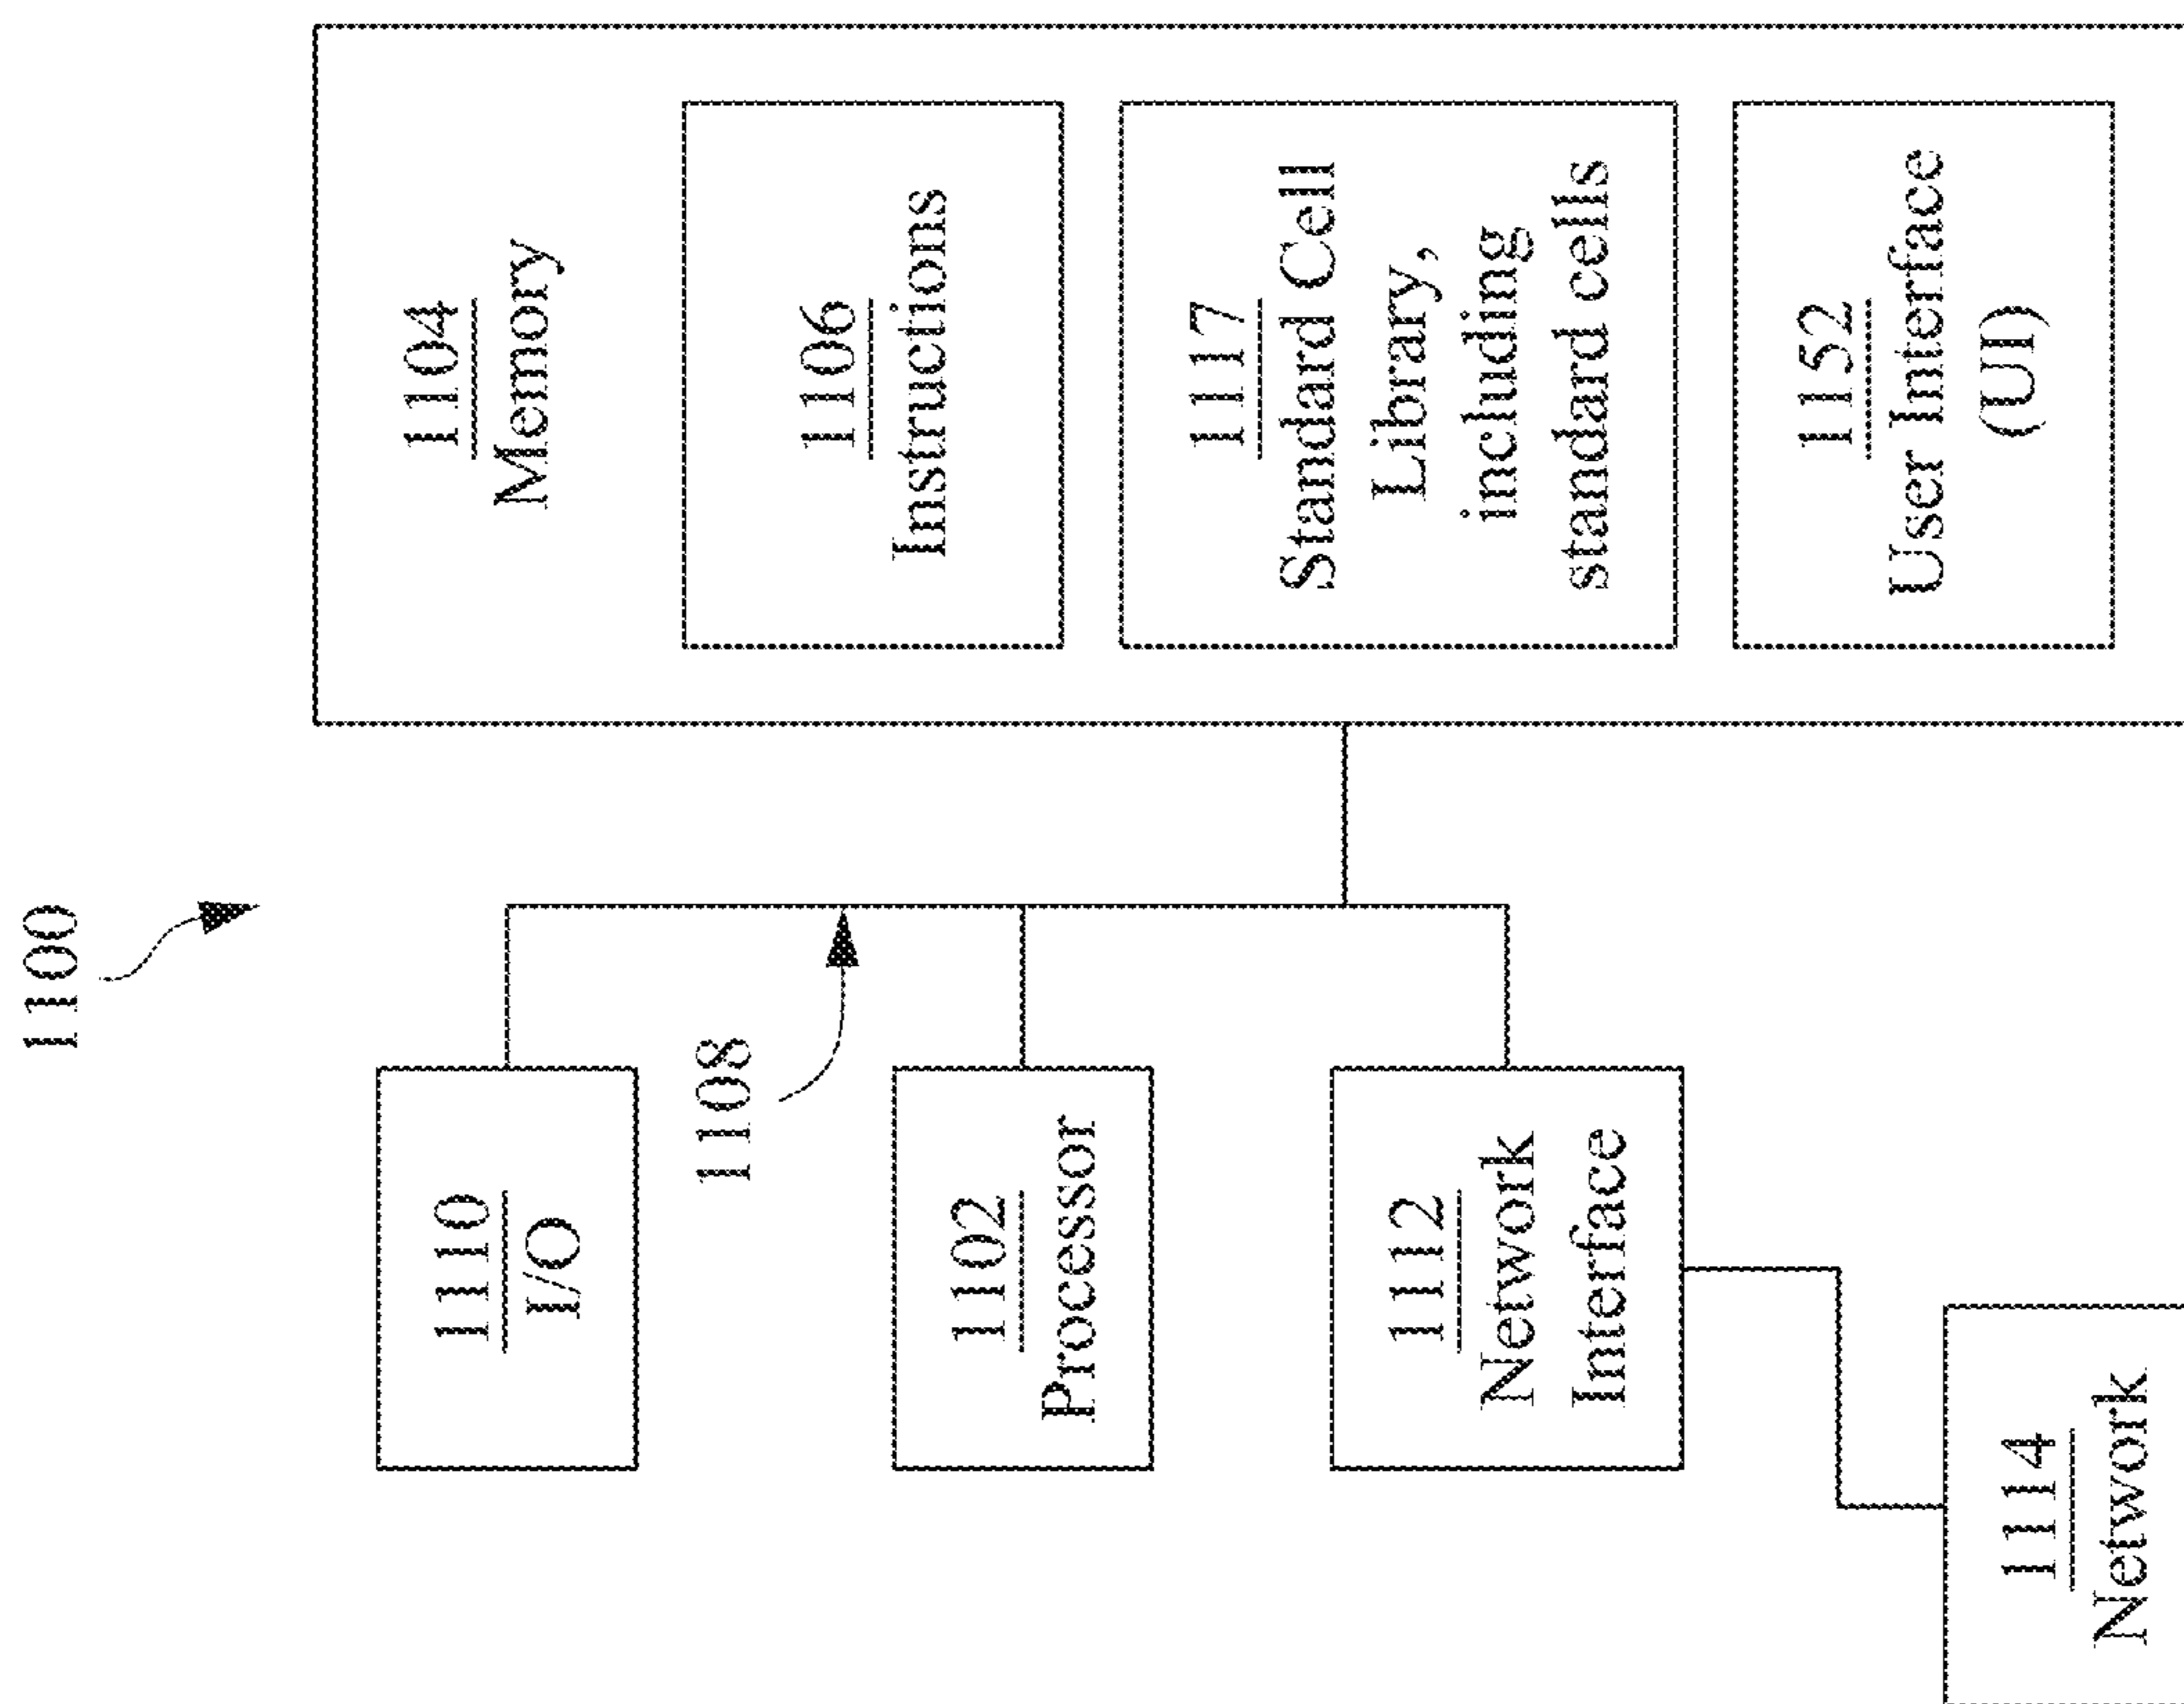 1100
1110
I/O
1108
1102
Processor
1112
Network
Interface
1114
Network
1104
Memory
1106
Instructions
1117
Standard Cell
Library,
including
standard cells
1152
User Interface
(UI)